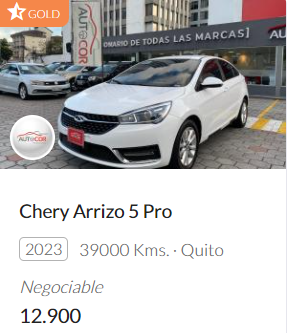 GOLD
AUTOCOR
OMARIO DE TODAS LAS MARCAS]
AUTOCOR
Chery Arrizo 5 Pro
2023 39000 Kms. · Quito
Negociable
12.900